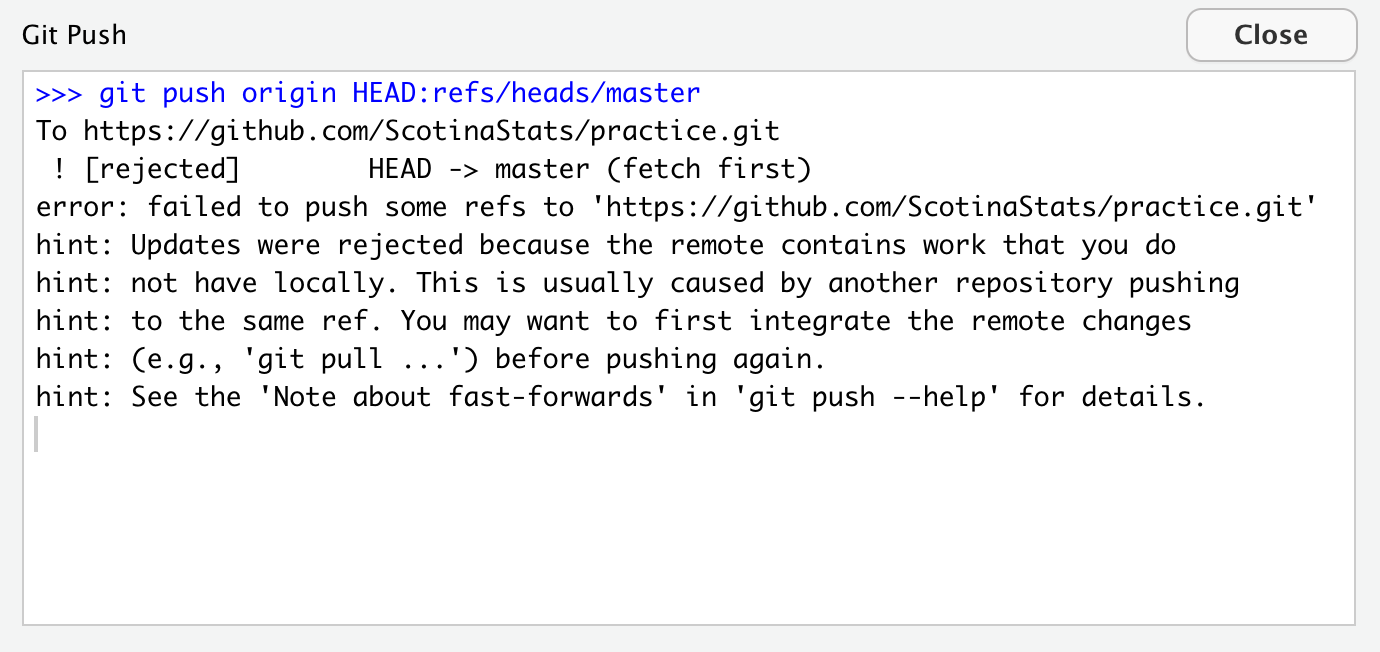 Git Push
Close
>>> git push origin HEAD:refs/heads/master
To https://github.com/ScotinaStats/practice.git
 ! [rejected]        HEAD -> master (fetch first)
error: failed to push some refs to 'https://github.com/ScotinaStats/practice.git'
hint: Updates were rejected because the remote contains work that you do
hint: not have locally. This is usually caused by another repository pushing
hint: to the same ref. You may want to first integrate the remote changes
hint: (e.g., 'git pull ...') before pushing again.
hint: See the 'Note about fast-forwards' in 'git push --help' for details.